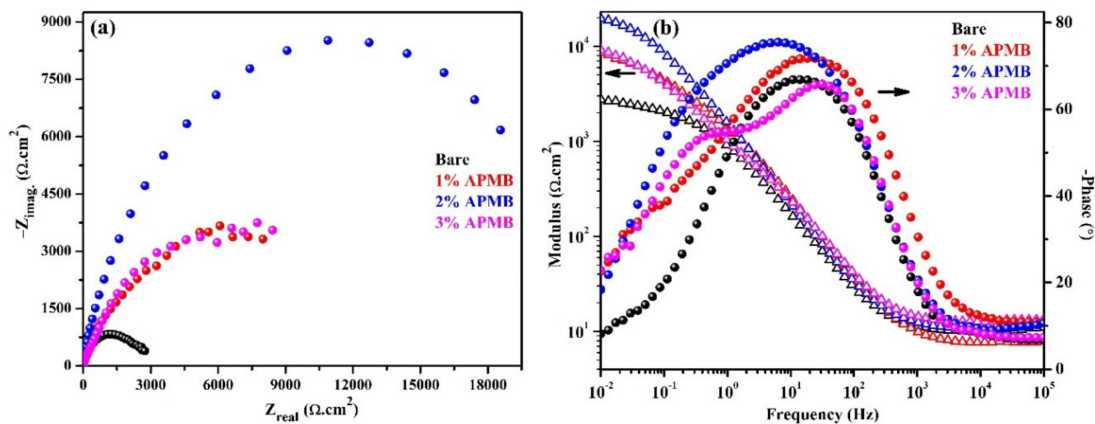 (a)
9000
7500
6000
4500
3000
1500
0
−Z imag. (Ω.cm²)
Bare
1% APMB
2% APMB
3% APMB
0 3000 6000 9000 12000 15000 18000
Z real (Ω.cm²)
(b)
10⁴
10³
10²
10¹
Modulus (Ω.cm²)
Bare
1% APMB
2% APMB
3% APMB
80
60
40
20
0
-Phase (°)
10⁻² 10⁻¹ 10⁰ 10¹ 10² 10³ 10⁴ 10⁵
Frequency (Hz)